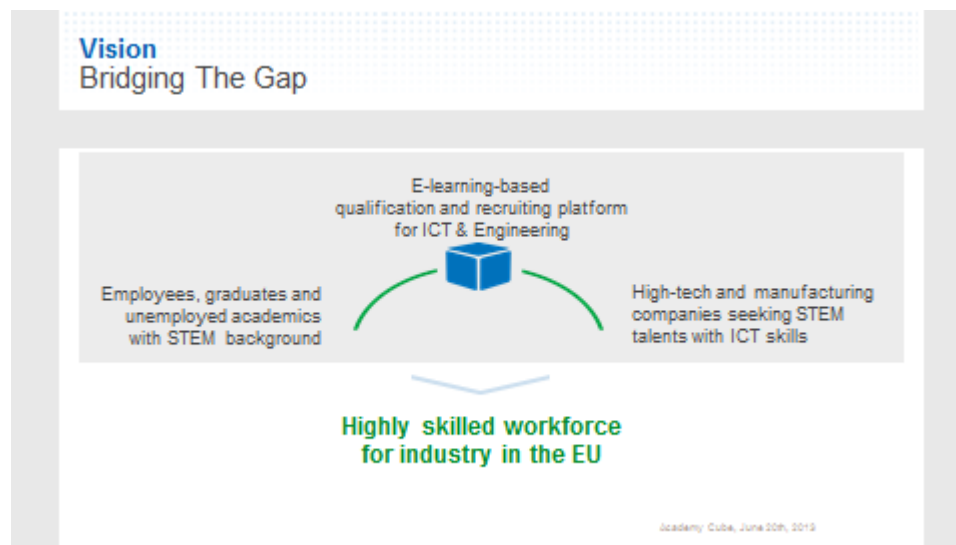 Vision
Bridging The Gap
E-learning-based
qualification and recruiting platform
for ICT & Engineering
Employees, graduates and
unemployed academics
with STEM background
High-tech and manufacturing
companies seeking STEM
talents with ICT skills
Highly skilled workforce
for industry in the EU
Academy Cube, June 20th, 2013